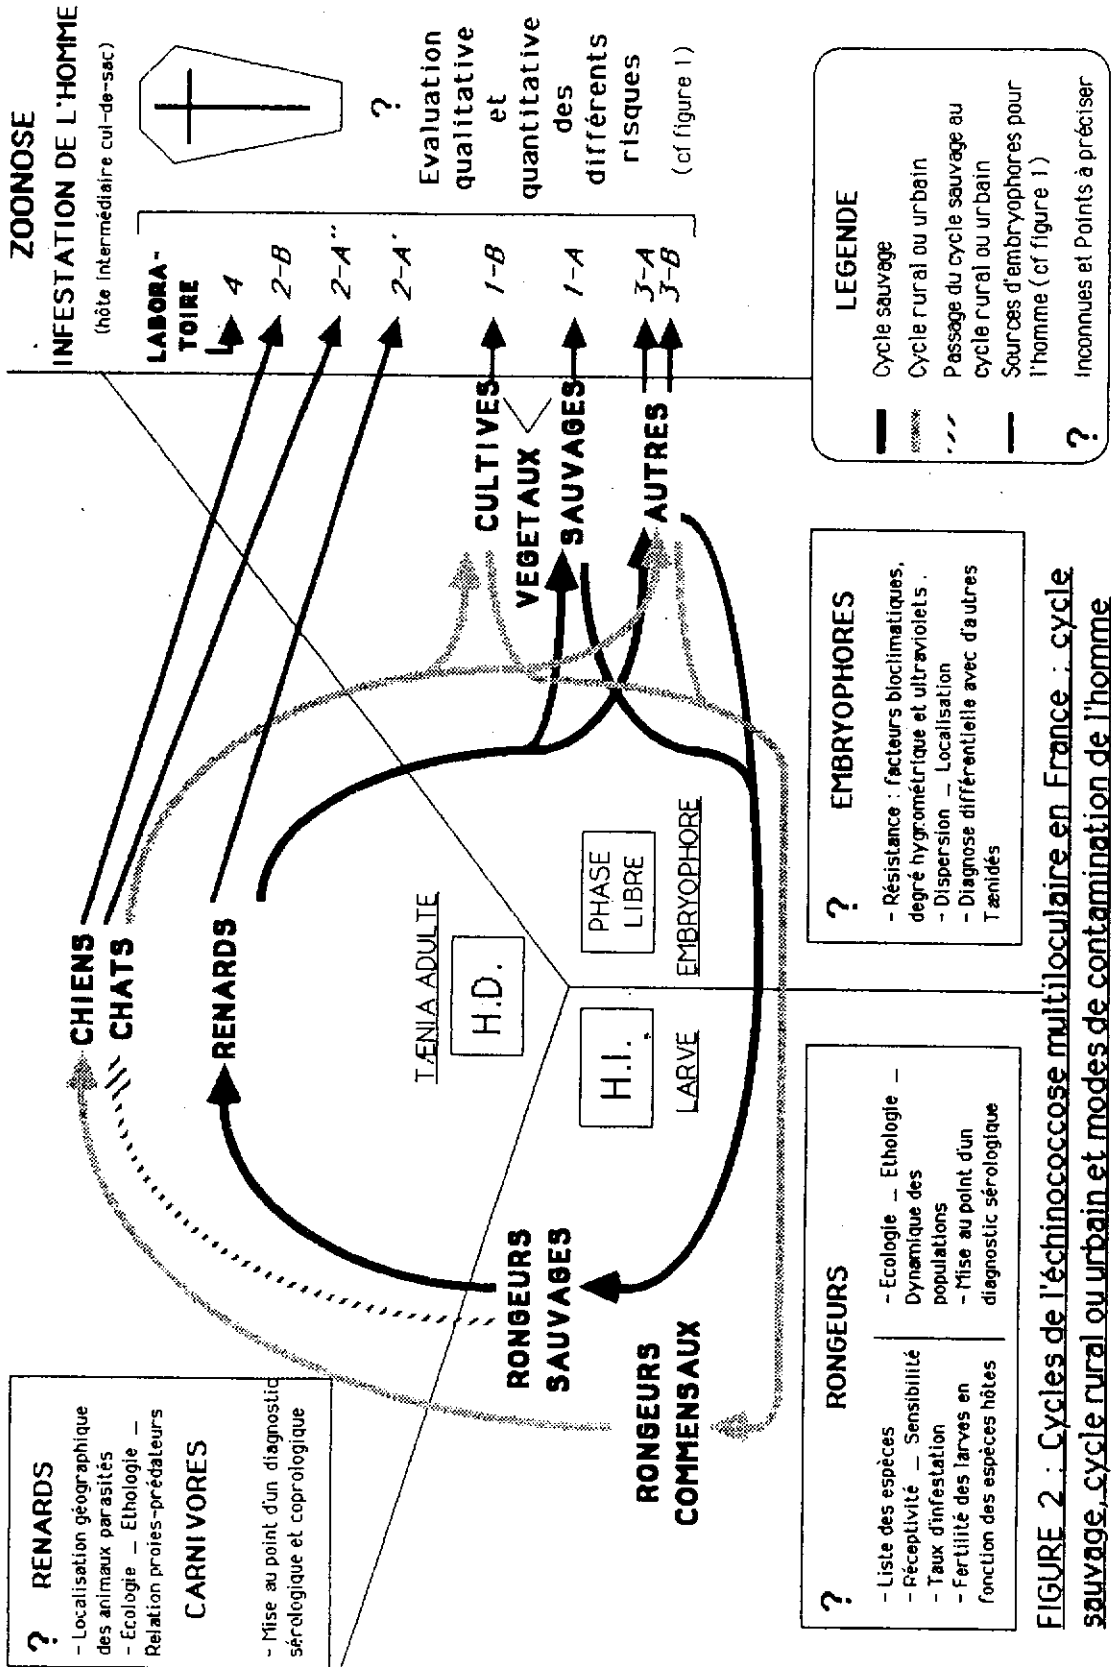 ? RENARDS
- Localisation géographique
des animaux parasités
- Ecologie _ Ethologie _
Relation proies-prédateurs
CARNIVORES
- Mise au point d'un diagnostic
sérologique et coprologique
CHIENS
CHATS
RENARDS
TÆNIA ADULTE
H.D.
H.I.
LARVE
PHASE
LIBRE
EMBRYOPHORE
RONGEURS
SAUVAGES
RONGEURS
COMMENSAUX
CULTIVES
VEGETAUX
SAUVAGES
AUTRES
ZOONOSE
INFESTATION DE L'HOMME
(hôte intermédiaire cul-de-sac)
LABORA-
TOIRE
4
2-B
2-A''
2-A'
1-B
1-A
3-A
3-B
?
Evaluation
qualitative
et
quantitative
des
différents
risques
(cf figure 1)
? RONGEURS
- Liste des espèces
- Réceptivité _ Sensibilité
- Taux d'infestation
- Fertilité des larves en
fonction des espèces hôtes
- Ecologie _ Ethologie _
Dynamique des
populations
- Mise au point d'un
diagnostic sérologique
? EMBRYOPHORES
- Résistance : facteurs bioclimatiques,
degré hygrométrique et ultraviolets .
- Dispersion _ Localisation
- Diagnose différentielle avec d'autres
Tænidés
LEGENDE
Cycle sauvage
Cycle rural ou urbain
Passage du cycle sauvage au
cycle rural ou urbain
Sources d'embryophores pour
l'homme (cf figure 1)
? Inconnues et Points à préciser
FIGURE 2 : Cycles de l'échinococcose multiloculaire en France : cycle
sauvage, cycle rural ou urbain et modes de contamination de l'homme